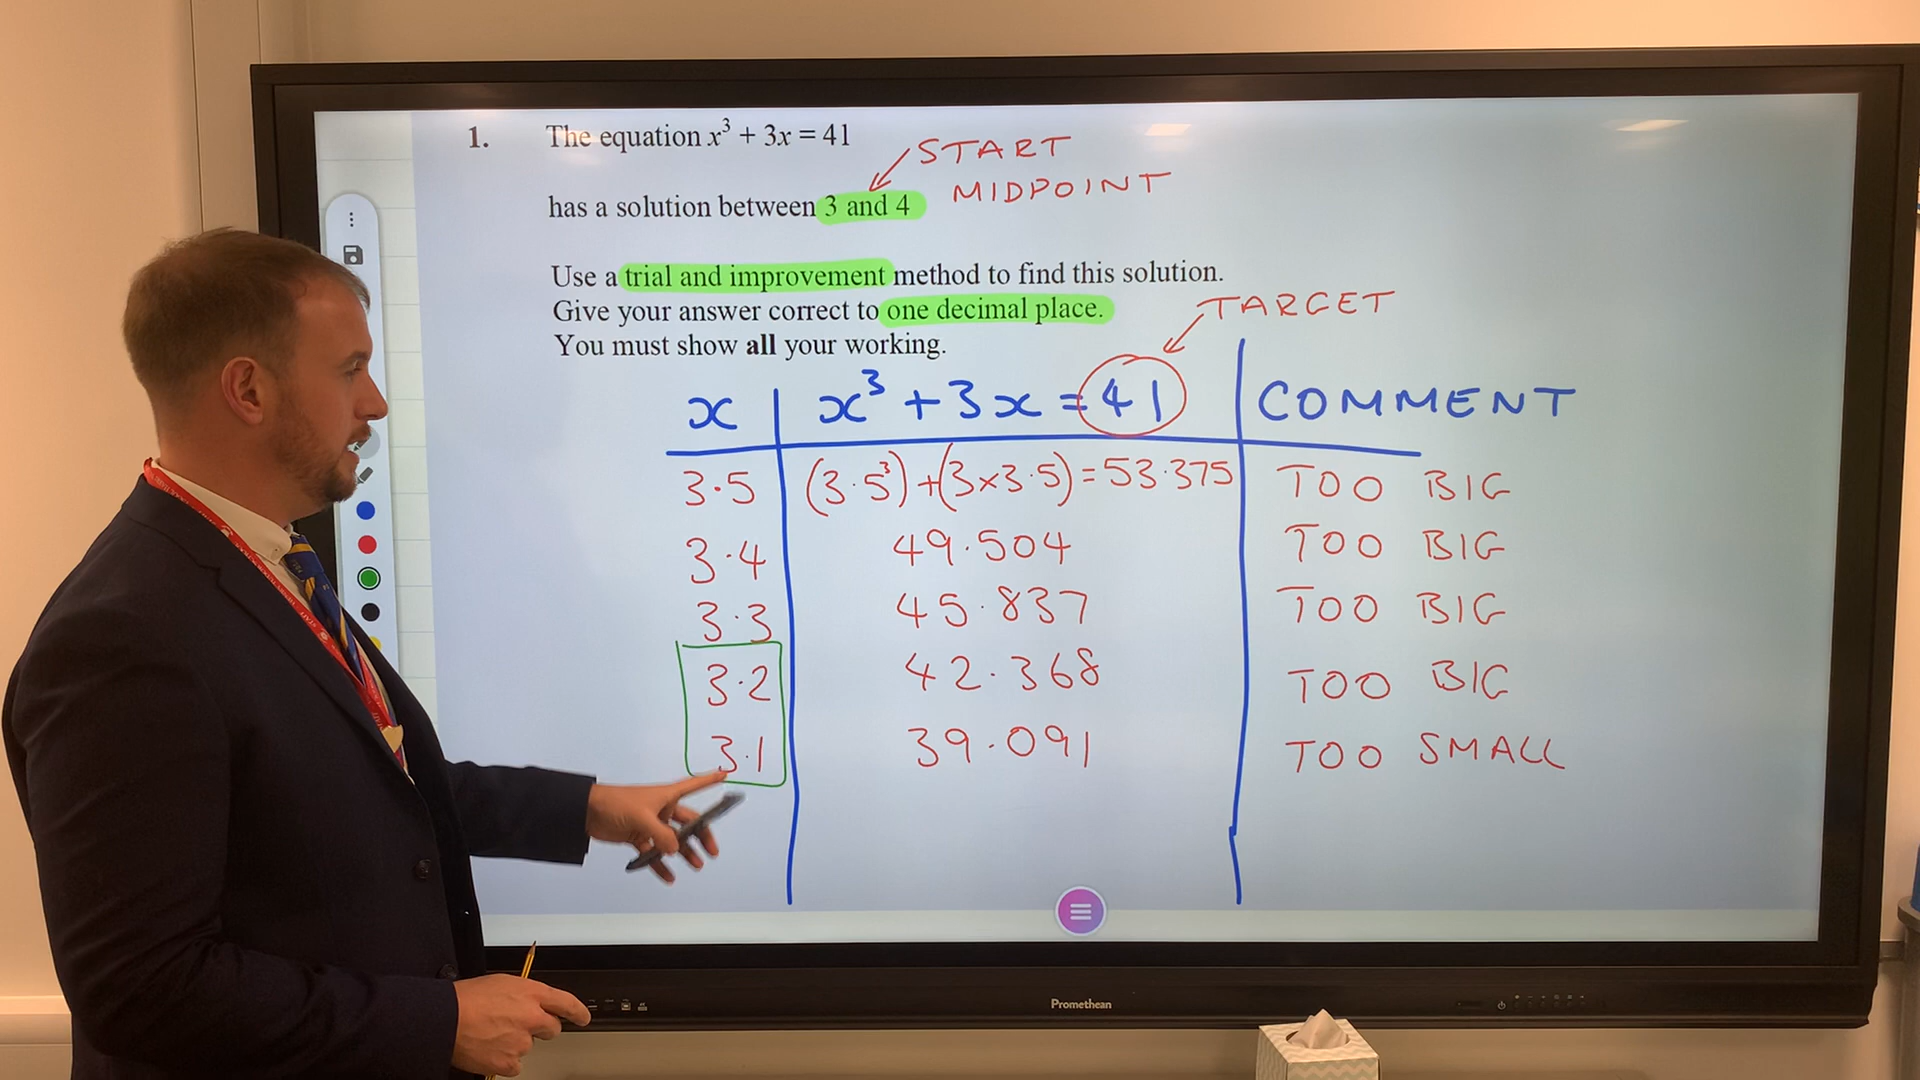 1. The equation x³ + 3x = 41
START
MIDPOINT
has a solution between 3 and 4
Use a trial and improvement method to find this solution.
Give your answer correct to one decimal place.
TARGET
You must show all your working.
x x³ + 3x = 41 COMMENT
3.5 (3.5³) + (3×3.5) = 53.375 TOO BIG
3.4 49.504 TOO BIG
3.3 45.837 TOO BIG
3.2 42.368 TOO BIG
3.1 39.091 TOO SMALL
Promethean